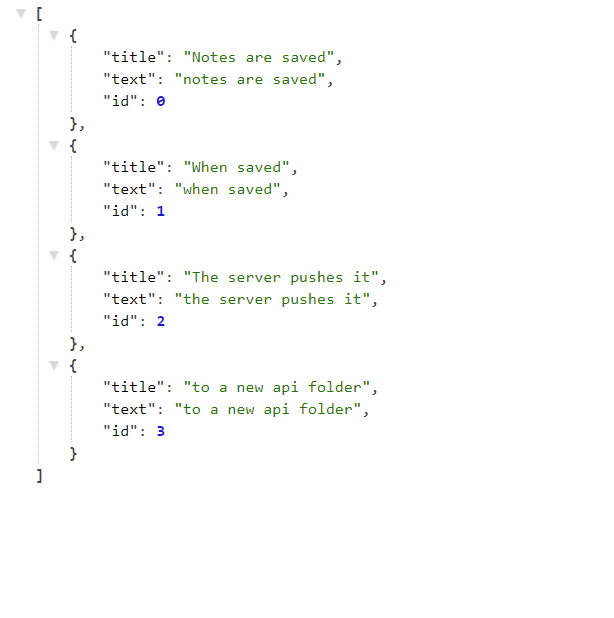 [
{
"title": "Notes are saved",
"text": "notes are saved",
"id": 0
},
{
"title": "When saved",
"text": "when saved",
"id": 1
},
{
"title": "The server pushes it",
"text": "the server pushes it",
"id": 2
},
{
"title": "to a new api folder",
"text": "to a new api folder",
"id": 3
}
]